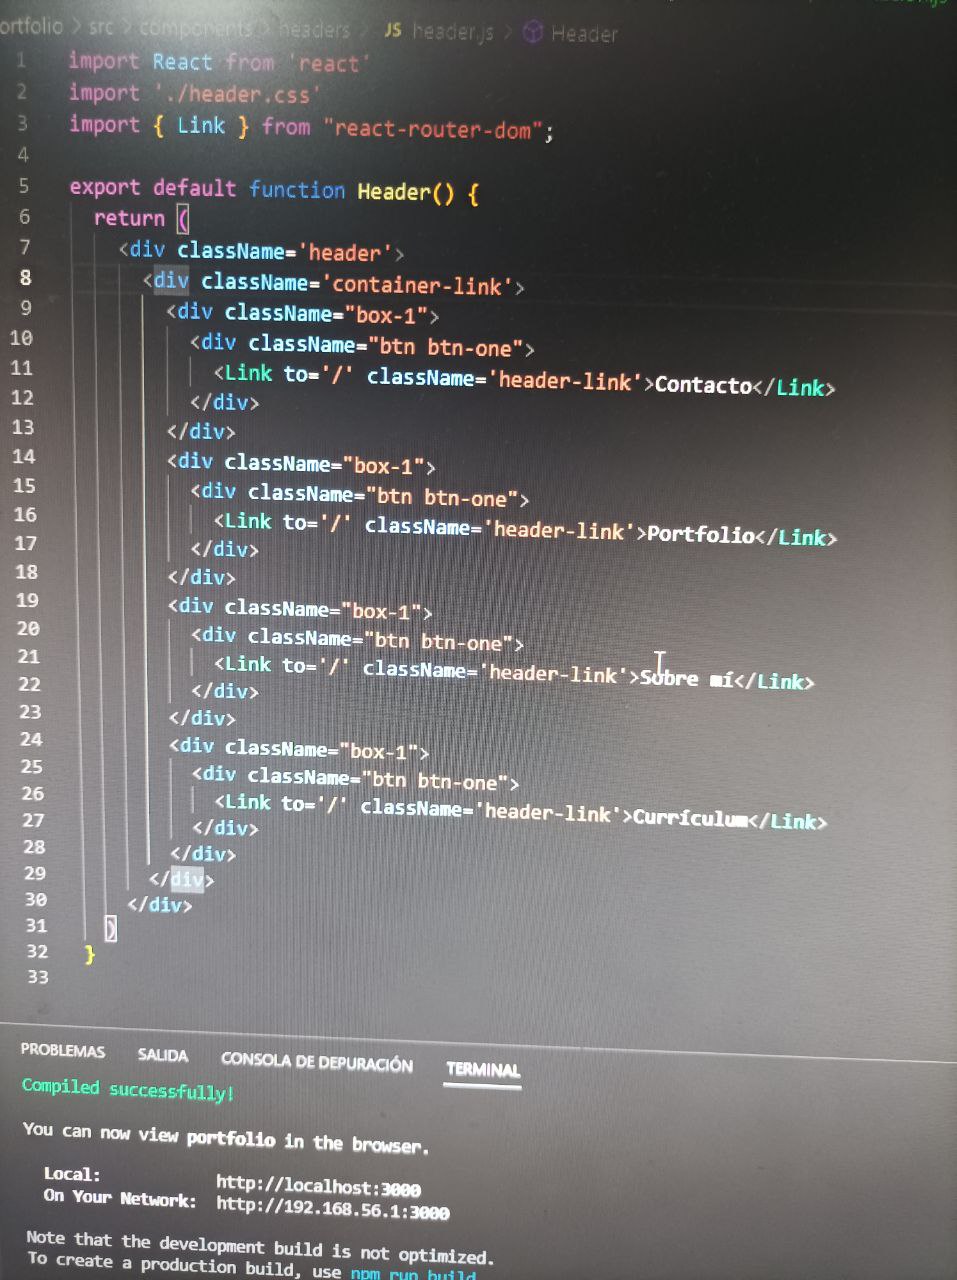 ortfolio > src > components > headers > JS header.js > Header
1 import React from 'react'
2 import './header.css'
3 import { Link } from "react-router-dom";
4
5 export default function Header() {
6 return (
7 <div className='header'>
8 <div className='container-link'>
9 <div className="box-1">
10 <div className="btn btn-one">
11 <Link to='/' className='header-link'>Contacto</Link>
12 </div>
13 </div>
14 <div className="box-1">
15 <div className="btn btn-one">
16 <Link to='/' className='header-link'>Portfolio</Link>
17 </div>
18 </div>
19 <div className="box-1">
20 <div className="btn btn-one">
21 <Link to='/' className='header-link'>Sobre mí</Link>
22 </div>
23 </div>
24 <div className="box-1">
25 <div className="btn btn-one">
26 <Link to='/' className='header-link'>Currículum</Link>
27 </div>
28 </div>
29 </div>
30 </div>
31 )
32 }
33
PROBLEMAS SALIDA CONSOLA DE DEPURACIÓN TERMINAL
Compiled successfully!
You can now view portfolio in the browser.
Local: http://localhost:3000
On Your Network: http://192.168.56.1:3000
Note that the development build is not optimized.
To create a production build, use npm run build